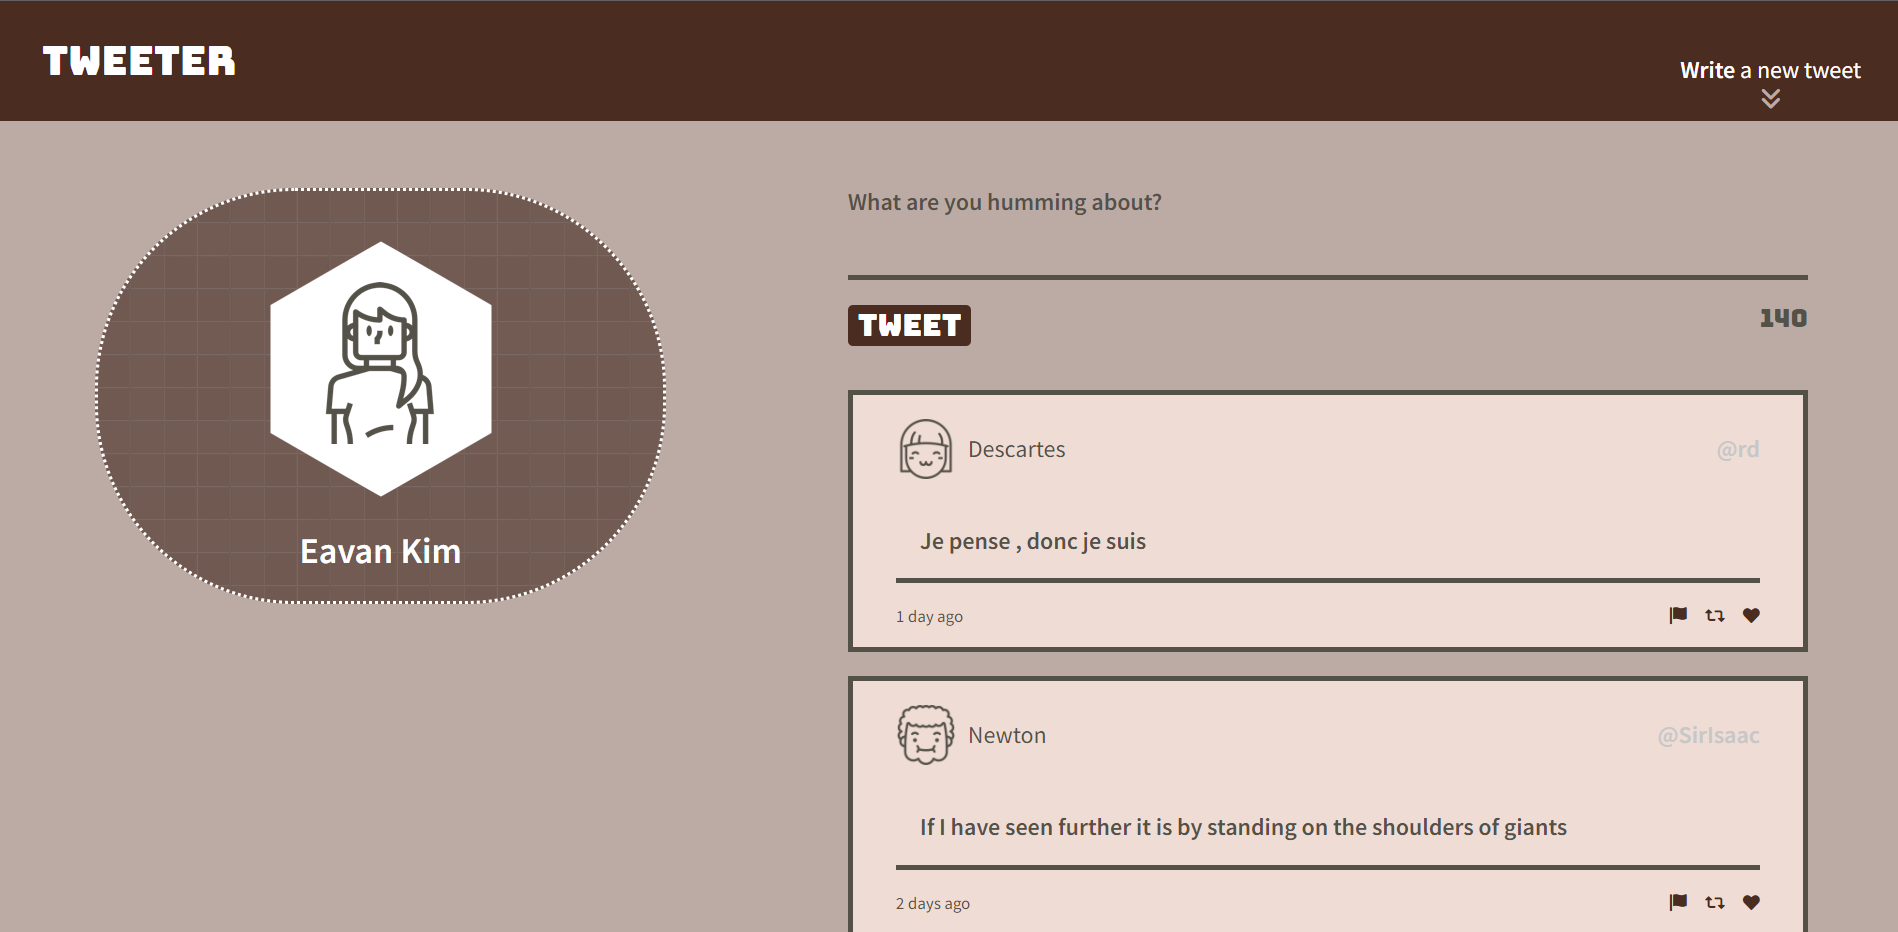 TWEETER
Write a new tweet
Eavan Kim
What are you humming about?
TWEET
140
Descartes
@rd
Je pense , donc je suis
1 day ago
Newton
@SirIsaac
If I have seen further it is by standing on the shoulders of giants
2 days ago